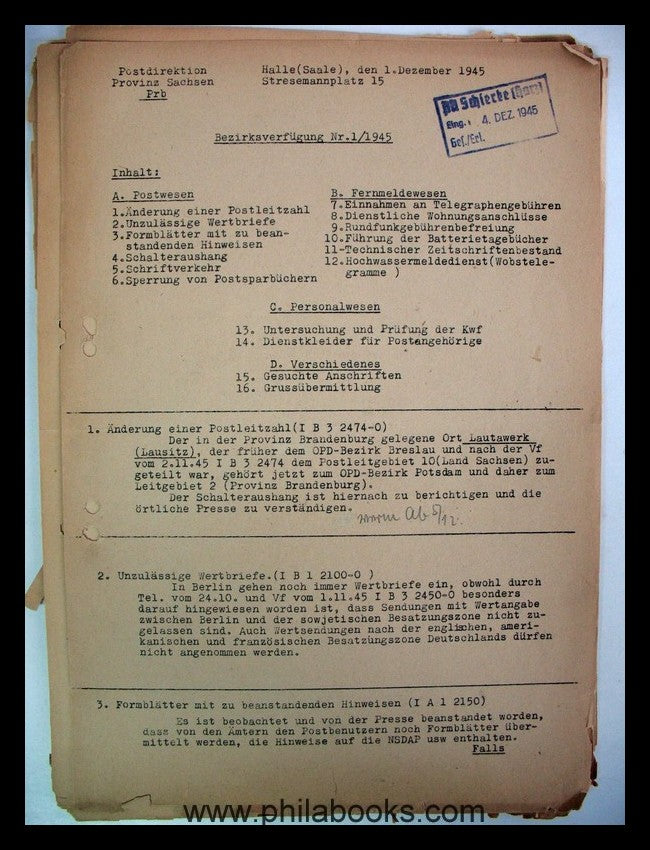 Postdirektion
Provinz Sachsen
Prb
Halle(Saale), den 1.Dezember 1945
Stresemannplatz 15
PA Schierke (Harz)
Eing.: 4. DEZ. 1945
Gef./Erl.
Bezirksverfügung Nr.1/1945
Inhalt:
A. Postwesen
1.Änderung einer Postleitzahl
2.Unzulässige Wertbriefe
3.Formblätter mit zu bean-
standenden Hinweisen
4.Schalteraushang
5.Schriftverkehr
6.Sperrung von Postsparbüchern
B. Fernmeldewesen
7.Einnahmen an Telegraphengebühren
8.Dienstliche Wohnungsanschlüsse
9.Rundfunkgebührenbefreiung
10.Führung der Batterietagebücher
11-Technischer Zeitschriftenbestand
12.Hochwassermeldedienst(Wobstele-
gramme )
C. Personalwesen
13. Untersuchung und Prüfung der Kwf
14. Dienstkleider für Postangehörige
D. Verschiedenes
15. Gesuchte Anschriften
16. Grussübermittlung
1. Änderung einer Postleitzahl(I B 3 2474-0)
Der in der Provinz Brandenburg gelegene Ort Lautawerk
(Lausitz), der früher dem OPD-Bezirk Breslau und nach der Vf
vom 2.11.45 I B 3 2474 dem Postleitgebiet 10(Land Sachsen) zu-
geteilt war, gehört jetzt zum OPD-Bezirk Potsdam und daher zum
Leitgebiet 2 (Provinz Brandenburg).
Der Schalteraushang ist hiernach zu berichtigen und die
örtliche Presse zu verständigen.
2. Unzulässige Wertbriefe.(I B 1 2100-0 )
In Berlin gehen noch immer Wertbriefe ein, obwohl durch
Tel. vom 24.10. und Vf vom 1.11.45 I B 3 2450-0 besonders
darauf hingewiesen worden ist, dass Sendungen mit Wertangabe
zwischen Berlin und der sowjetischen Besatzungszone nicht zu-
gelassen sind. Auch Wertsendungen nach der englischen, ameri-
kanischen und französischen Besatzungszone Deutschlands dürfen
nicht angenommen werden.
3. Formblätter mit zu beanstandenden Hinweisen (I A 1 2150)
Es ist beobachtet und von der Presse beanstandet worden,
dass von den Ämtern den Postbenutzern noch Formblätter über-
mittelt werden, die Hinweise auf die NSDAP usw enthalten.
Falls
www.philabooks.com